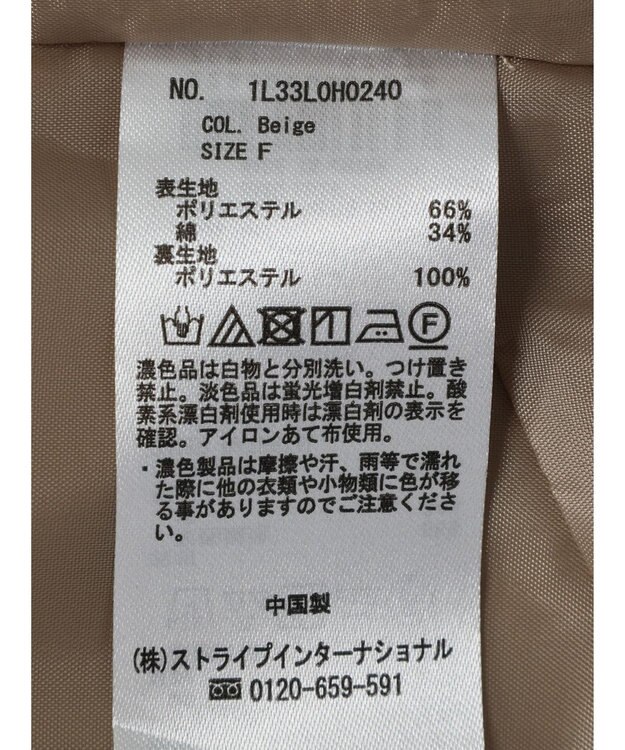 NO. 1L33L0H0240
COL. Beige
SIZE F
表生地
ポリエステル 66%
綿 34%
裏生地
ポリエステル 100%
F
濃色品は白物と分別洗い。つけ置き
禁止。淡色品は蛍光増白剤禁止。酸
素系漂白剤使用時は漂白剤の表示を
確認。アイロンあて布使用。
・濃色製品は摩擦や汗、雨等で濡れ
た際に他の衣類や小物類に色が移
る事がありますのでご注意くださ
い。
中国製
(株)ストライプインターナショナル
0120-659-591